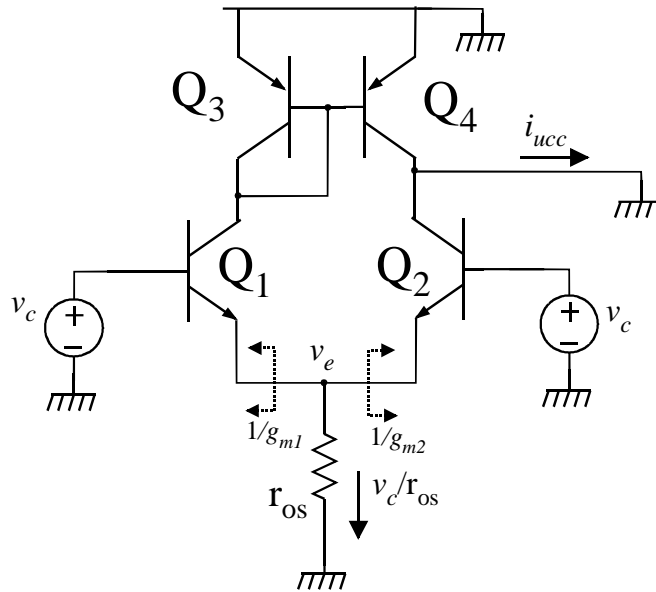 Q3
Q4
iucc
Q1
Q2
vc
+
−
+
−
vc
ve
1/gm1
1/gm2
ros
vc/ros